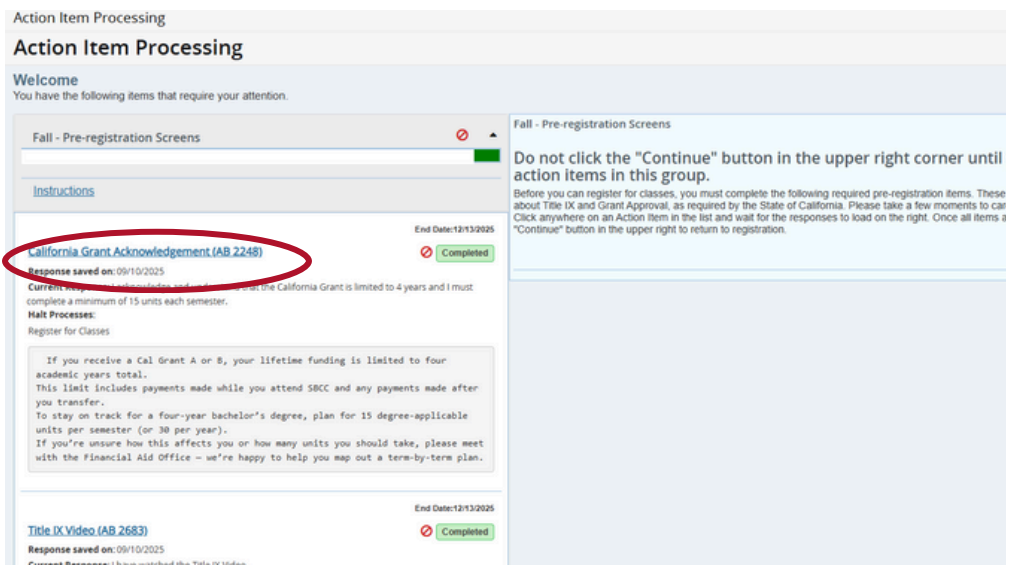 Action Item Processing
Action Item Processing
Welcome
You have the following items that require your attention.
Fall - Pre-registration Screens
Instructions
End Date:12/13/2025
California Grant Acknowledgement (AB 2248)
Completed
Response saved on: 09/10/2025
Current that the California Grant is limited to 4 years and I must
complete a minimum of 15 units each semester.
Halt Processes:
Register for Classes
If you receive a Cal Grant A or B, your lifetime funding is limited to four
academic years total.
This limit includes payments made while you attend SBCC and any payments made after
you transfer.
To stay on track for a four-year bachelor’s degree, plan for 15 degree-applicable
units per semester (or 30 per year).
If you’re unsure how this affects you or how many units you should take, please meet
with the Financial Aid Office — we’re happy to help you map out a term-by-term plan.
End Date:12/13/2025
Title IX Video (AB 2683)
Completed
Response saved on: 09/10/2025
Current Response: I have watched the Title IX Video
Fall - Pre-registration Screens
Do not click the "Continue" button in the upper right corner until
action items in this group.
Before you can register for classes, you must complete the following required pre-registration items. These
about Title IX and Grant Approval, as required by the State of California. Please take a few moments to car
Click anywhere on an Action Item in the list and wait for the responses to load on the right. Once all items a
"Continue" button in the upper right to return to registration.